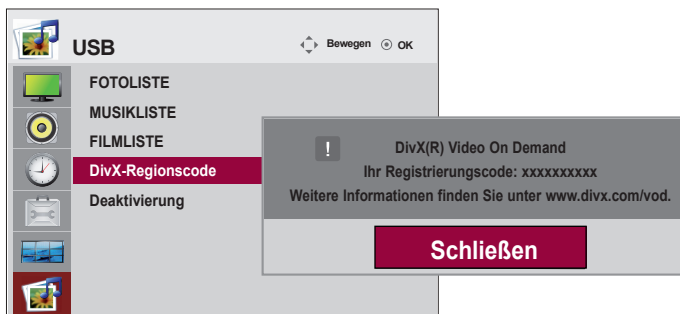 USB
Bewegen OK
FOTOLISTE
MUSIKLISTE
FILMLISTE
DivX-Regionscode
Deaktivierung
!
DivX(R) Video On Demand
Ihr Registrierungscode: xxxxxxxxxx
Weitere Informationen finden Sie unter www.divx.com/vod.
Schließen